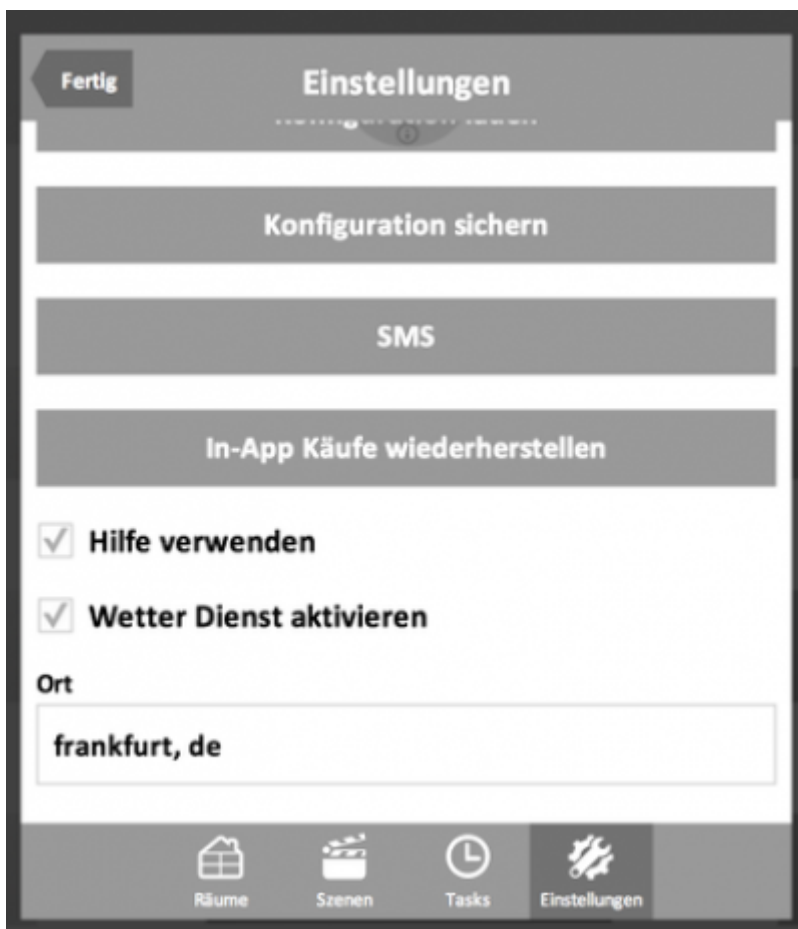 Fertig
Einstellungen
Konfiguration sichern
SMS
In-App Käufe wiederherstellen
Hilfe verwenden
Wetter Dienst aktivieren
Ort
frankfurt, de
Räume
Szenen
Tasks
Einstellungen